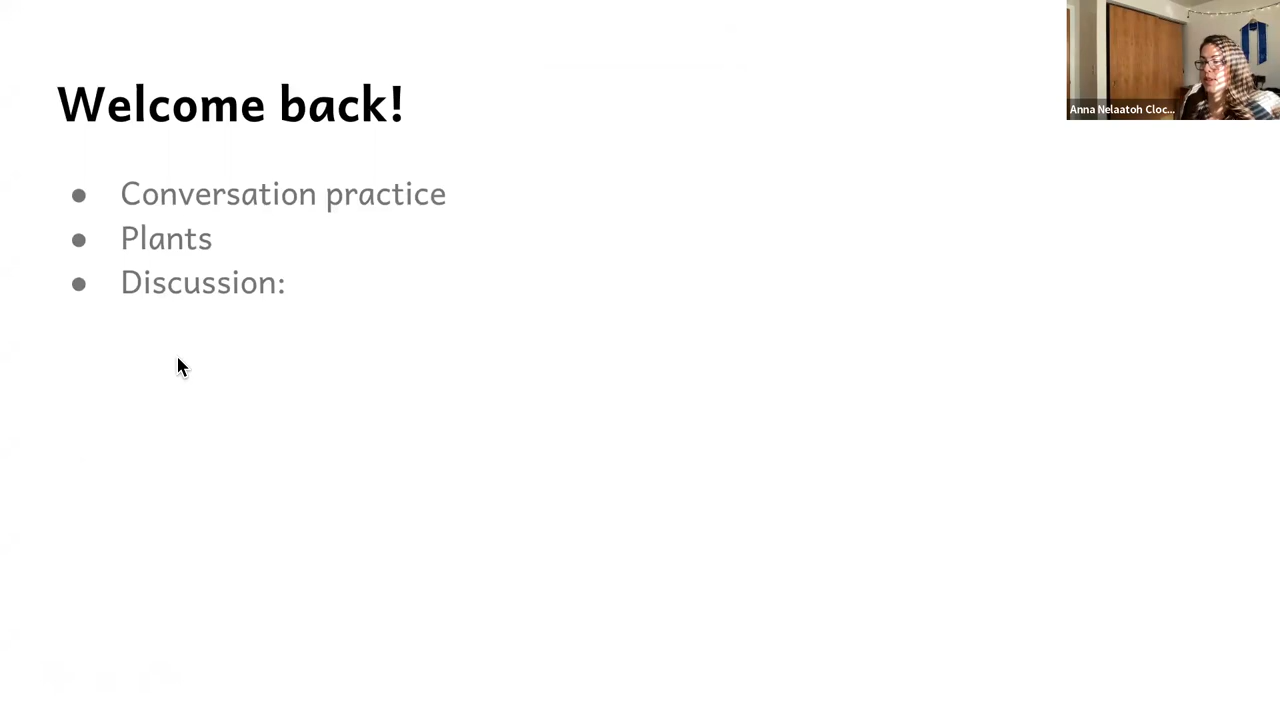 Welcome back!
Anna Nelaatoh Cloc...
● Conversation practice
● Plants
● Discussion: